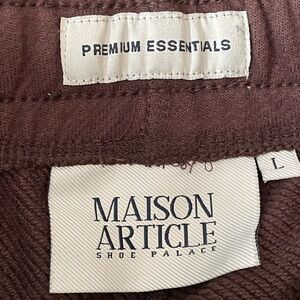 PREMIUM ESSENTIALS
L
MAISON
ARTICLE
SHOE PALACE